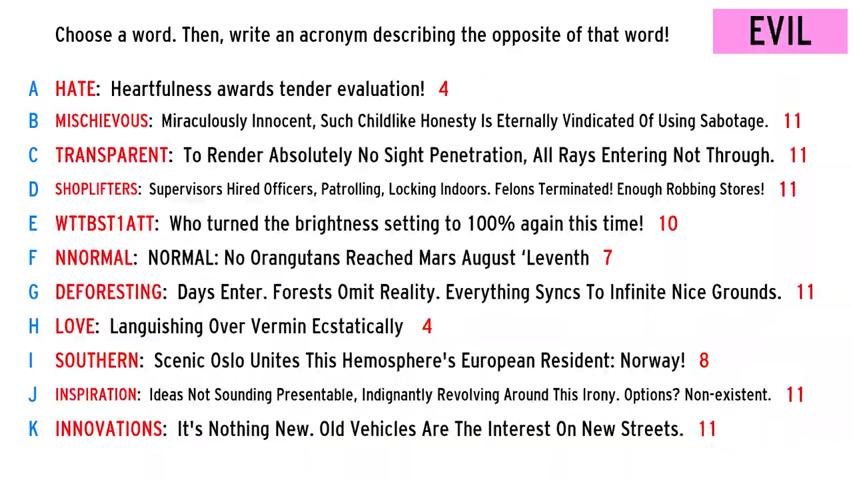 Choose a word. Then, write an acronym describing the opposite of that word!
EVIL
A HATE: Heartfulness awards tender evaluation! 4
B MISCHIEVOUS: Miraculously Innocent, Such Childlike Honesty Is Eternally Vindicated Of Using Sabotage. 11
C TRANSPARENT: To Render Absolutely No Sight Penetration, All Rays Entering Not Through. 11
D SHOPLIFTERS: Supervisors Hired Officers, Patrolling, Locking Indoors. Felons Terminated! Enough Robbing Stores! 11
E WTTBST1ATT: Who turned the brightness setting to 100% again this time! 10
F NNORMAL: NORMAL: No Orangutans Reached Mars August ‘Leventh 7
G DEFORESTING: Days Enter. Forests Omit Reality. Everything Syncs To Infinite Nice Grounds. 11
H LOVE: Languishing Over Vermin Ecstatically 4
I SOUTHERN: Scenic Oslo Unites This Hemosphere's European Resident: Norway! 8
J INSPIRATION: Ideas Not Sounding Presentable, Indignantly Revolving Around This Irony. Options? Non-existent. 11
K INNOVATIONS: It's Nothing New. Old Vehicles Are The Interest On New Streets. 11